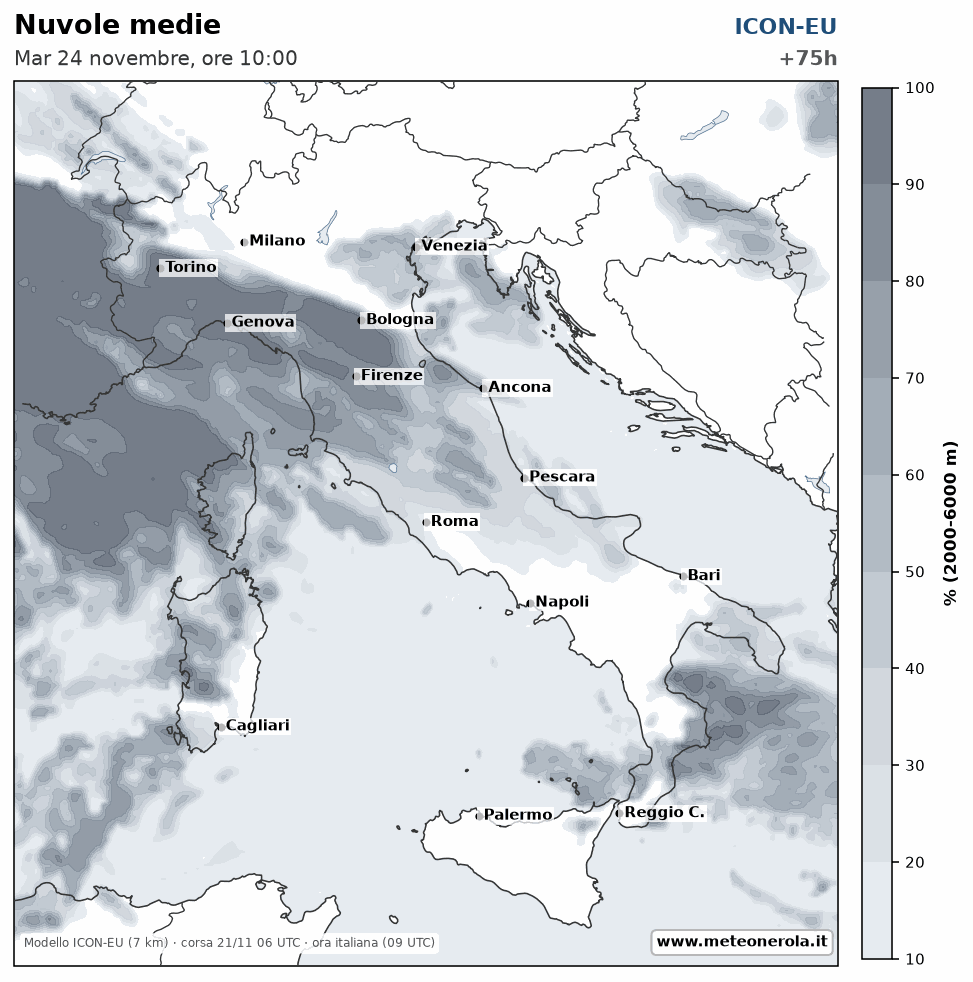 Nuvole medie
ICON-EU
Mar 24 novembre, ore 10:00
+75h
100
90
80
70
60
50
40
30
20
10
% (2000-6000 m)
Milano
Venezia
Torino
Genova
Bologna
Firenze
Ancona
Pescara
Roma
Bari
Napoli
Cagliari
Palermo
Reggio C.
Modello ICON-EU (7 km) · corsa 21/11 06 UTC · ora italiana (09 UTC)
www.meteonerola.it